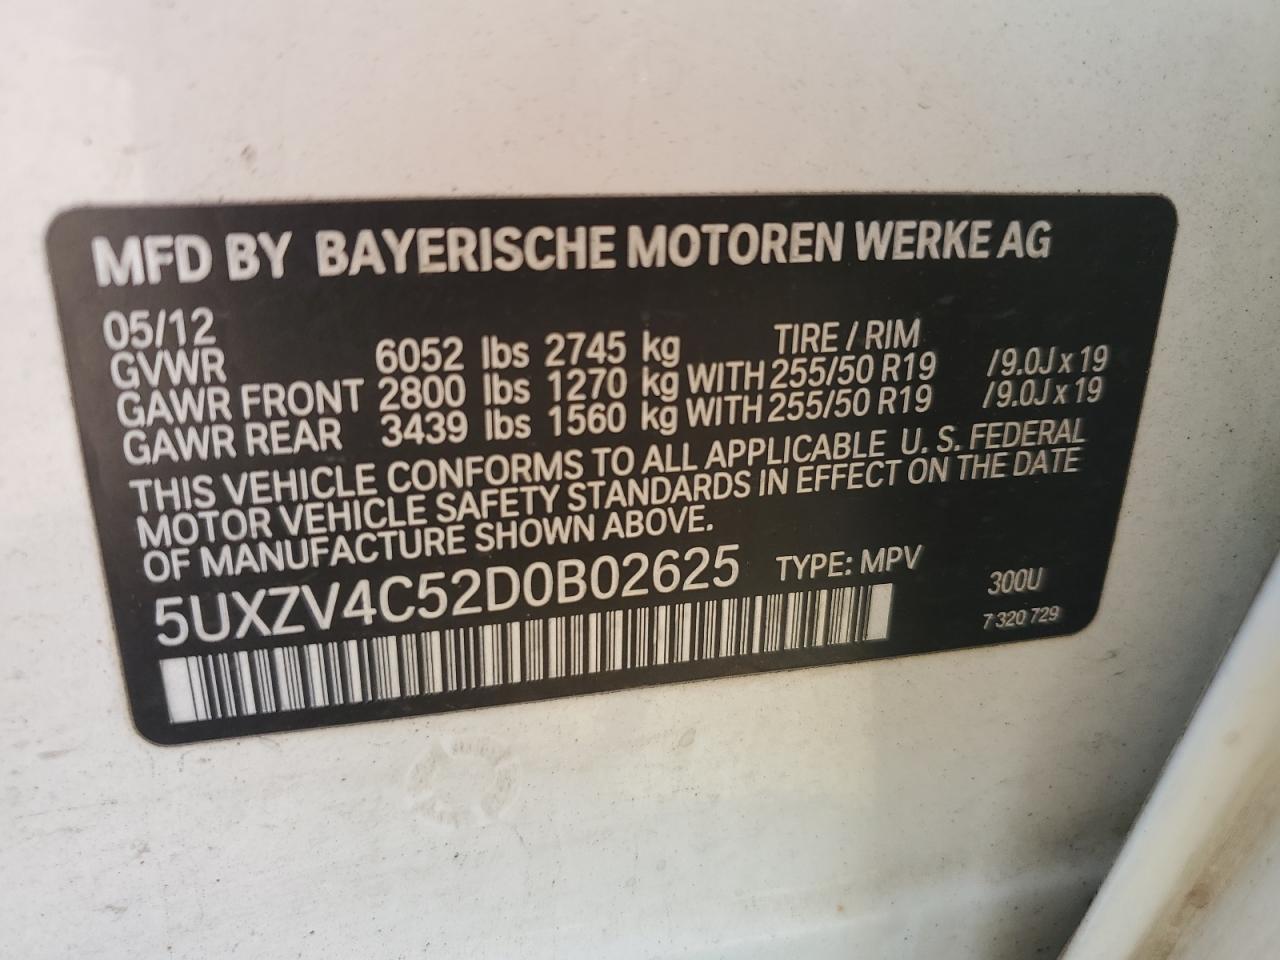 MFD BY BAYERISCHE MOTOREN WERKE AG
05/12
GVWR 6052 lbs 2745 kg TIRE / RIM
GAWR FRONT 2800 lbs 1270 kg WITH 255/50 R19 /9.0J x 19
GAWR REAR 3439 lbs 1560 kg WITH 255/50 R19 /9.0J x 19
THIS VEHICLE CONFORMS TO ALL APPLICABLE U. S. FEDERAL
MOTOR VEHICLE SAFETY STANDARDS IN EFFECT ON THE DATE
OF MANUFACTURE SHOWN ABOVE.
5UXZV4C52D0B02625 TYPE: MPV 300U
7 320 729